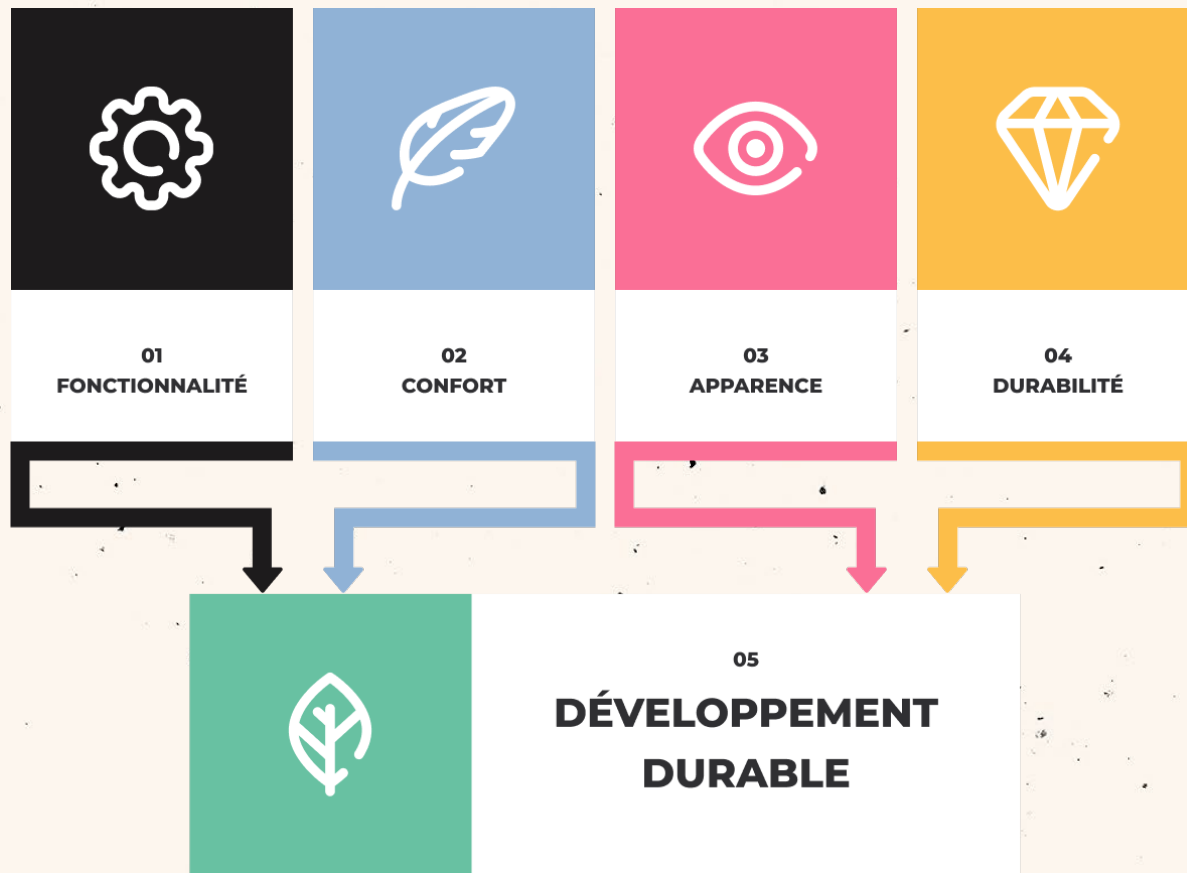 01
FONCTIONNALITÉ
02
CONFORT
03
APPARENCE
04
DURABILITÉ
05
DÉVELOPPEMENT
DURABLE